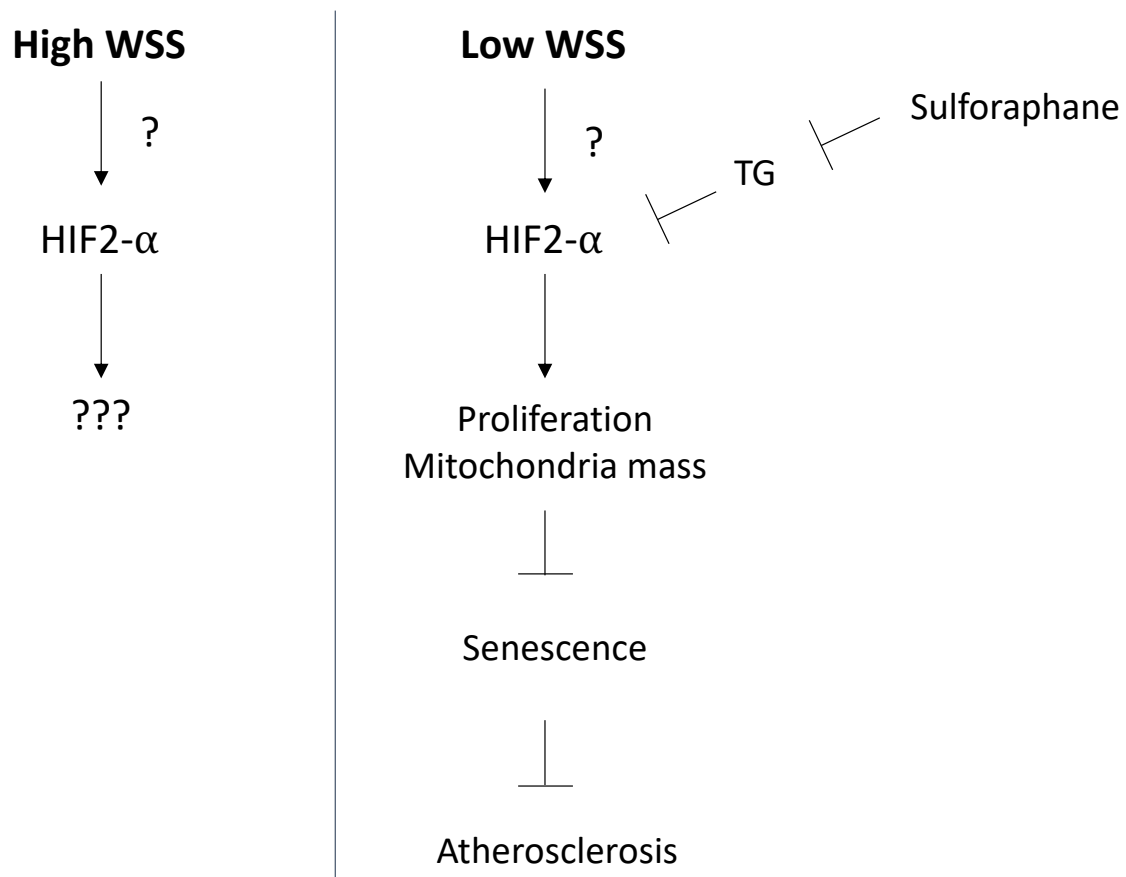 High WSS
?
HIF2-α
???
Low WSS
?
HIF2-α
TG
Sulforaphane
Proliferation
Mitochondria mass
Senescence
Atherosclerosis